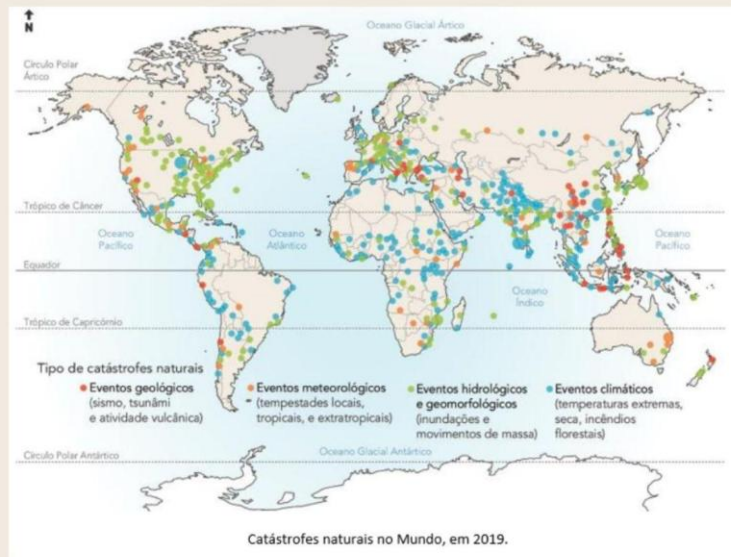 N
Oceano Glacial Ártico
Círculo Polar
Ártico
Trópico de Câncer
Oceano
Pacífico
Oceano
Atlântico
Oceano
Pacífico
Equador
Oceano
Índico
Trópico de Capricórnio
Tipo de catástrofes naturais
Eventos geológicos
(sismo, tsunâmi
e atividade vulcânica)
Eventos meteorológicos
(tempestades locais,
tropicais, e extratropicais)
Eventos hidrológicos
e geomorfológicos
(inundações e
movimentos de massa)
Eventos climáticos
(temperaturas extremas,
seca, incêndios
florestais)
Círculo Polar Antártico
Oceano Glacial Antártico
Catástrofes naturais no Mundo, em 2019.